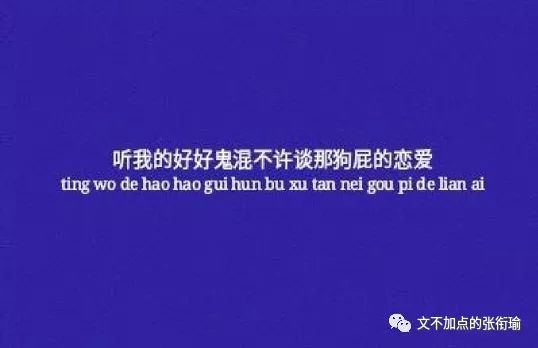 听我的好好鬼混不许谈那狗屁的恋爱
ting wo de hao hao gui hun bu xu tan nei gou pi de lian ai
文不加点的张衔瑜